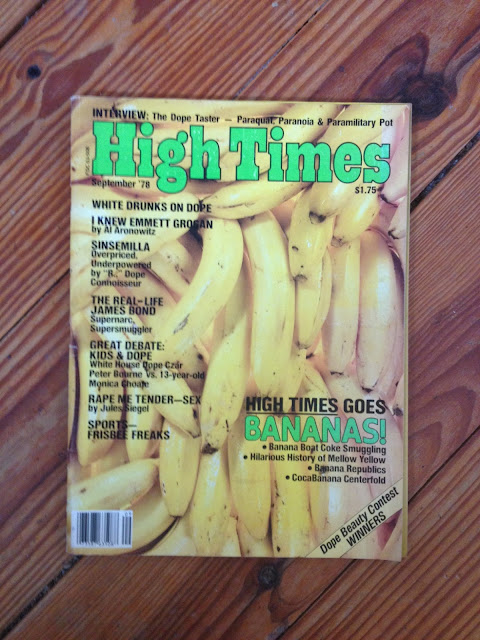 INTERVIEW: The Dope Taster — Paraquat, Paranoia & Paramilitary Pot
High Times
September '78
$1.75
WHITE DRUNKS ON DOPE
I KNEW EMMETT GROGAN
by Al Aronowitz
SINSEMILLA
Overpriced,
Underpowered
by "R.," Dope
Connoisseur
THE REAL-LIFE
JAMES BOND
Supernarc,
Supersmuggler
GREAT DEBATE:
KIDS & DOPE
White House Dope Czar
Peter Bourne Vs. 13-year-old
Monica Choate
RAPE ME TENDER—SEX
by Jules Siegel
SPORTS—
FRISBEE FREAKS
HIGH TIMES GOES
BANANAS!
• Banana Boat Coke Smuggling
• Hilarious History of Mellow Yellow
• Banana Republics
• CocaBanana Centerfold
Dope Beauty Contest
WINNERS